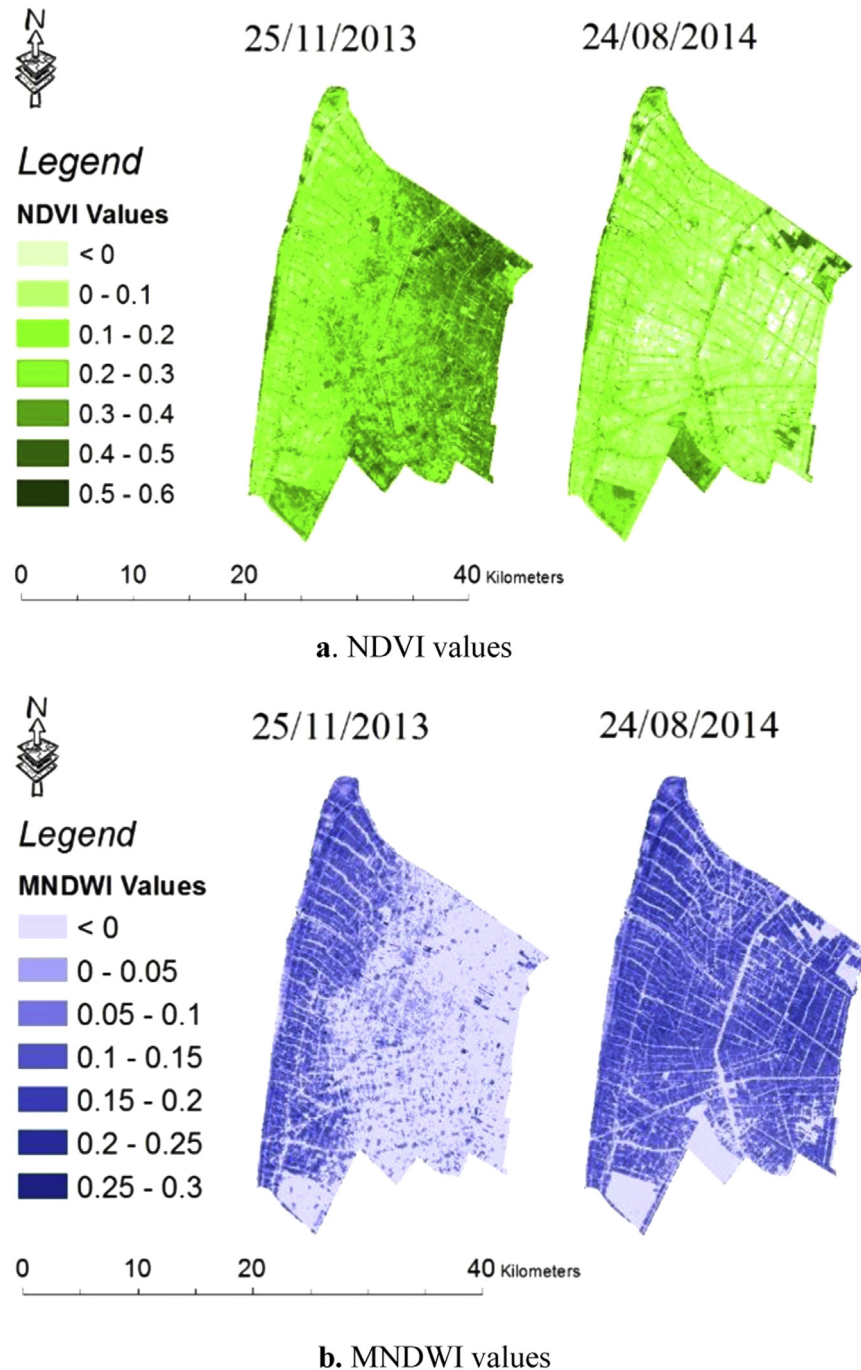 N
25/11/2013 24/08/2014
Legend
NDVI Values
< 0
0 - 0.1
0.1 - 0.2
0.2 - 0.3
0.3 - 0.4
0.4 - 0.5
0.5 - 0.6
0 10 20 40 Kilometers
a. NDVI values
N
25/11/2013 24/08/2014
Legend
MNDWI Values
< 0
0 - 0.05
0.05 - 0.1
0.1 - 0.15
0.15 - 0.2
0.2 - 0.25
0.25 - 0.3
0 10 20 40 Kilometers
b. MNDWI values